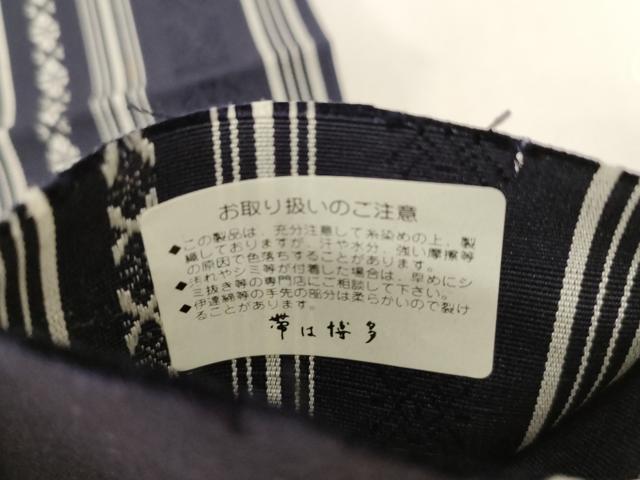 お取り扱いのご注意
◆この製品は、充分注意して糸染めの上、製
織しておりますが、汗や水分、強い摩擦等
の原因で色落ちすることがあります。
◆汚れやシミ等が付着した場合は、早めにシ
ミ抜き等の専門店にご相談して下さい。
◆伊達締等の手先の部分は柔らかいので裂け
ることがあります。
帯は博多